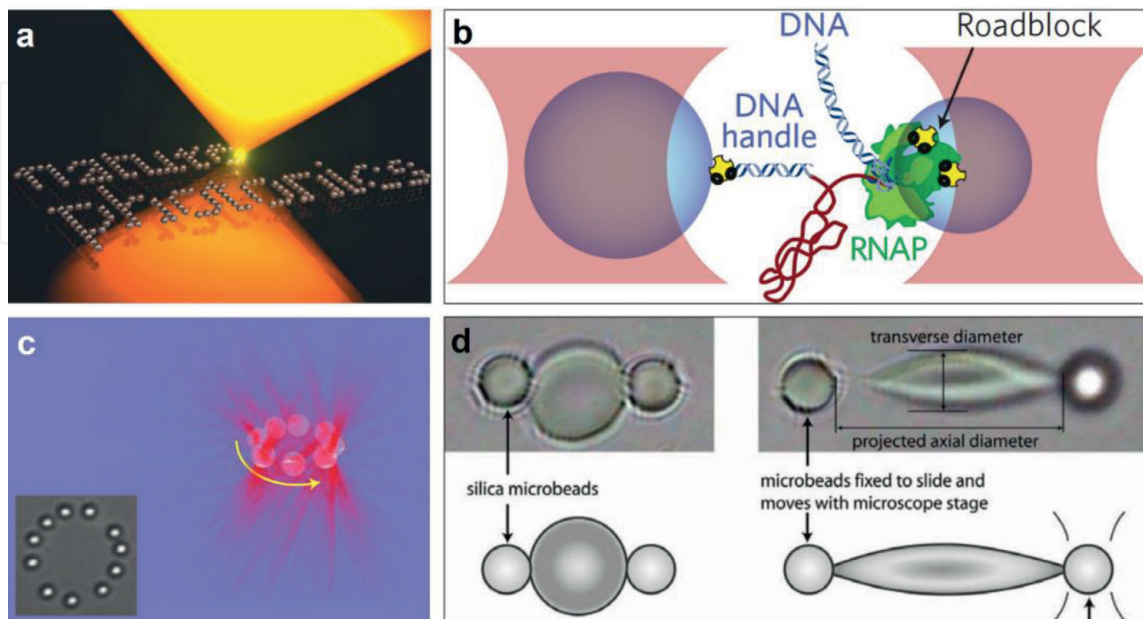 a
b
DNA
Roadblock
DNA
handle
RNAP
c
d
transverse diameter
projected axial diameter
silica microbeads
microbeads fixed to slide and
moves with microscope stage